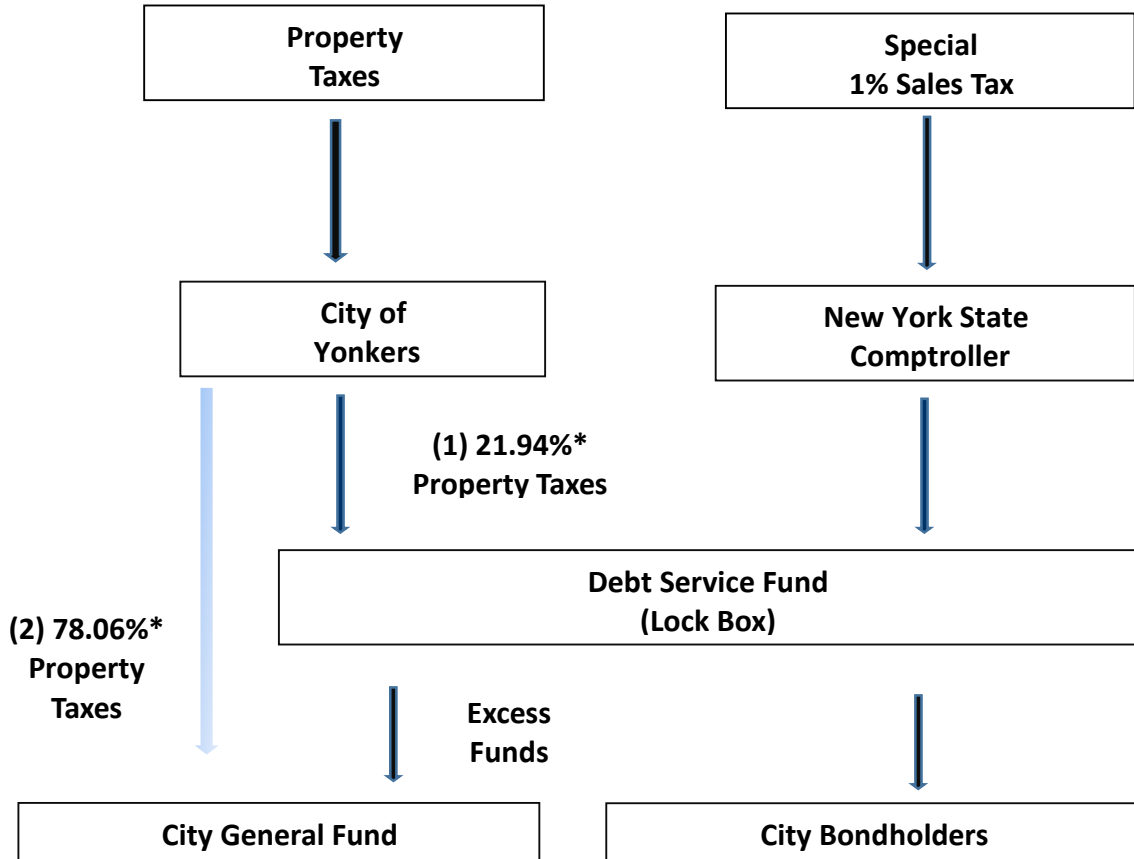 Property
Taxes
Special
1% Sales Tax
City of
Yonkers
New York State
Comptroller
(1) 21.94%*
Property Taxes
Debt Service Fund
(Lock Box)
(2) 78.06%*
Property
Taxes
Excess
Funds
City General Fund
City Bondholders